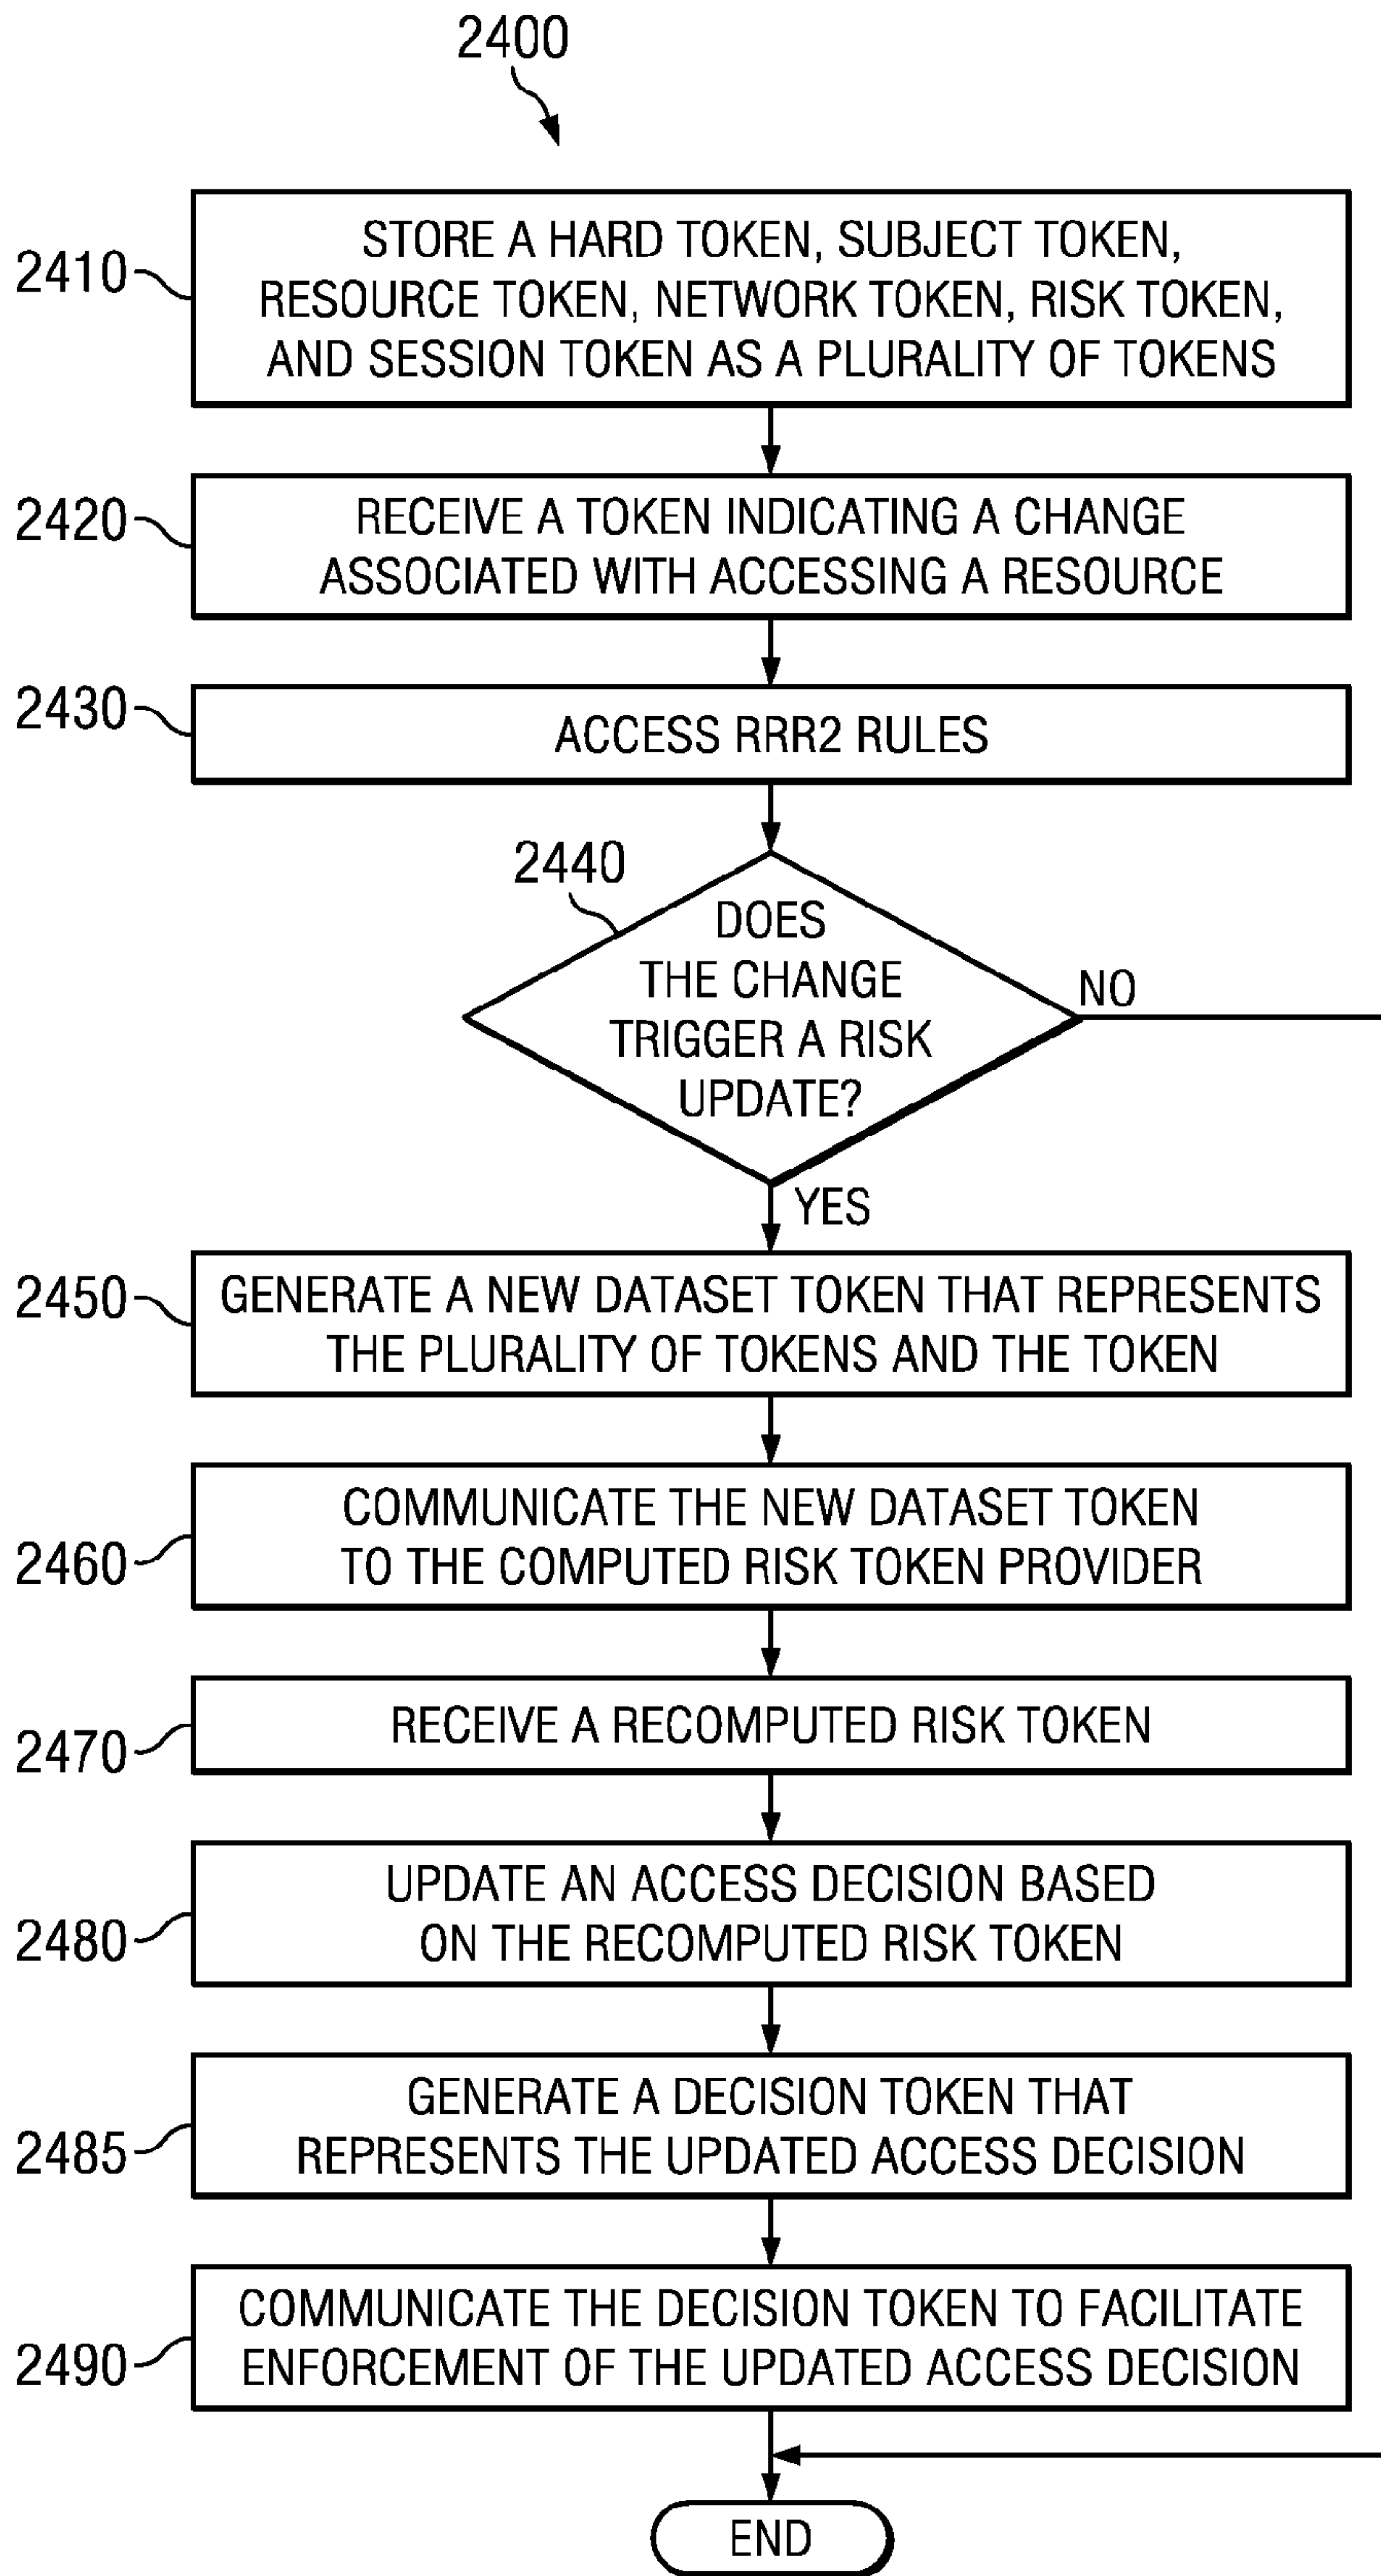 2400
2410
STORE A HARD TOKEN, SUBJECT TOKEN,
RESOURCE TOKEN, NETWORK TOKEN, RISK TOKEN,
AND SESSION TOKEN AS A PLURALITY OF TOKENS
2420
RECEIVE A TOKEN INDICATING A CHANGE
ASSOCIATED WITH ACCESSING A RESOURCE
2430
ACCESS RRR2 RULES
2440
DOES
THE CHANGE
TRIGGER A RISK
UPDATE?
NO
YES
2450
GENERATE A NEW DATASET TOKEN THAT REPRESENTS
THE PLURALITY OF TOKENS AND THE TOKEN
2460
COMMUNICATE THE NEW DATASET TOKEN
TO THE COMPUTED RISK TOKEN PROVIDER
2470
RECEIVE A RECOMPUTED RISK TOKEN
2480
UPDATE AN ACCESS DECISION BASED
ON THE RECOMPUTED RISK TOKEN
2485
GENERATE A DECISION TOKEN THAT
REPRESENTS THE UPDATED ACCESS DECISION
2490
COMMUNICATE THE DECISION TOKEN TO FACILITATE
ENFORCEMENT OF THE UPDATED ACCESS DECISION
END